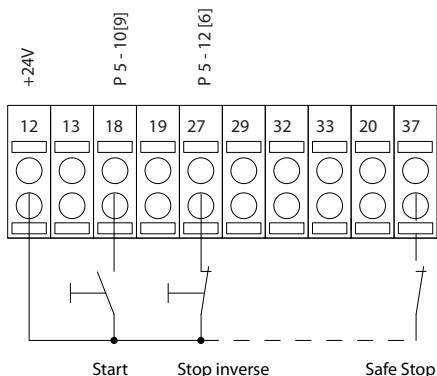 +24V P 5 - 10[9] P 5 - 12 [6]
12 13 18 19 27 29 32 33 20 37
Start Stop inverse Safe Stop